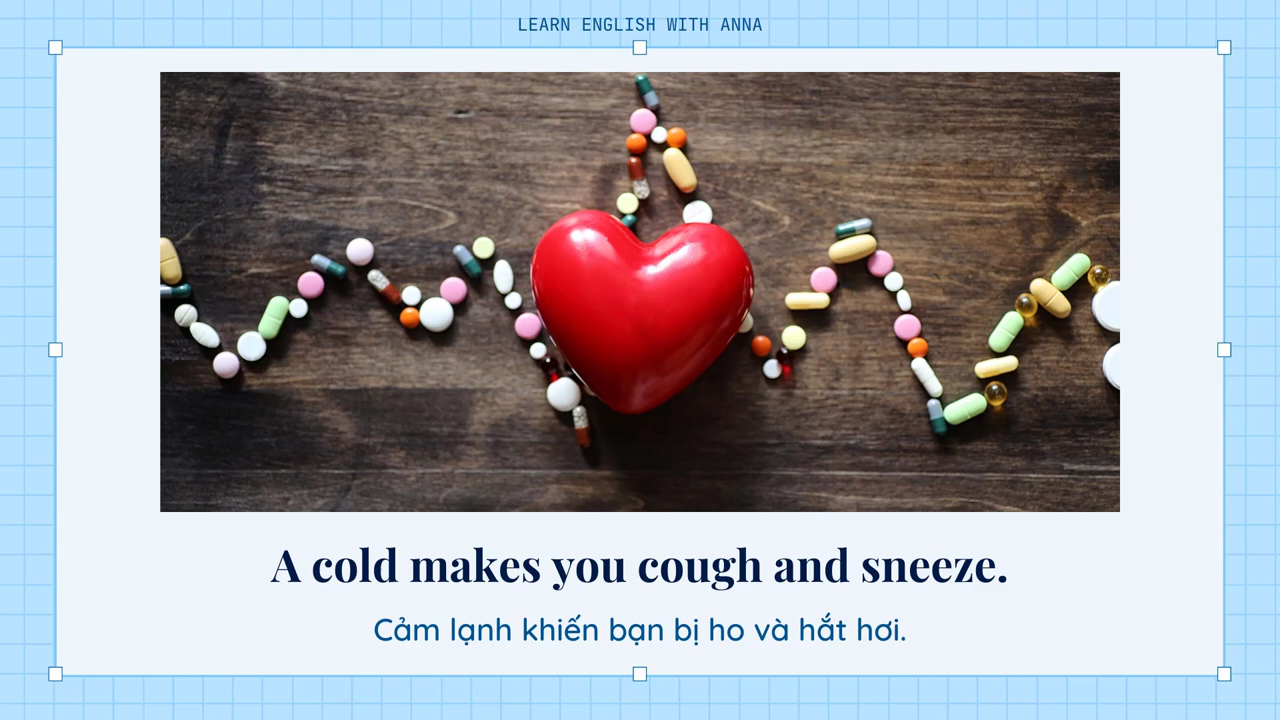 LEARN ENGLISH WITH ANNA
A cold makes you cough and sneeze.
Cảm lạnh khiến bạn bị ho và hắt hơi.